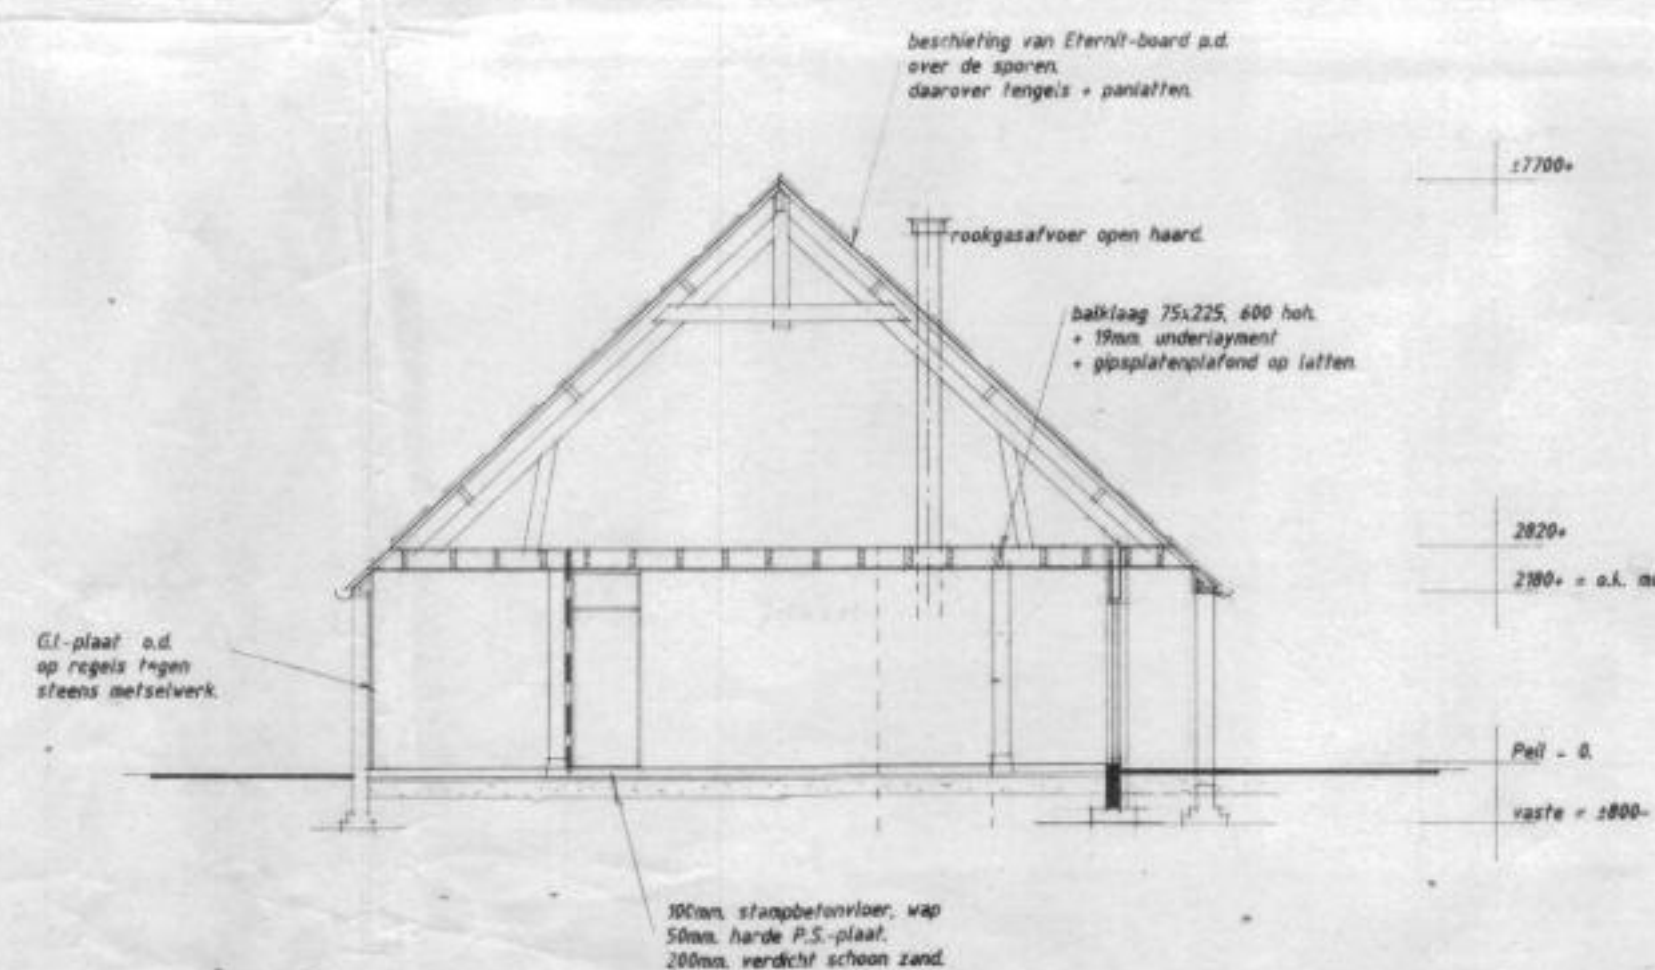 beschieting van Eternit-board o.d.
over de sporen.
daarover tengels + panlatten.
±7700+
rookgasafvoer open haard.
balklaag 75x225, 600 hoh.
+ 19mm. underlayment
+ gipsplatenplafond op latten.
2820+
2180+ = o.k.
G.I.-plaat o.d.
op regels tegen
steens metselwerk.
Peil = 0.
vaste = ±800-
100mm. stampbetonvloer, wap
50mm. harde P.S.-plaat.
200mm. verdicht schoon zand.